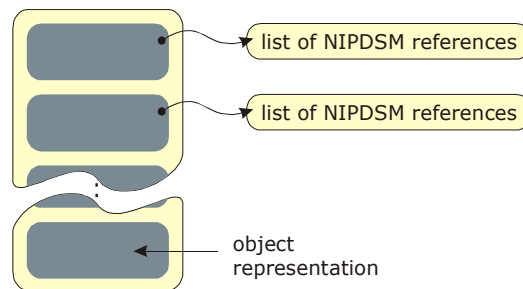 list of NIPDSM references
list of NIPDSM references
object
representation